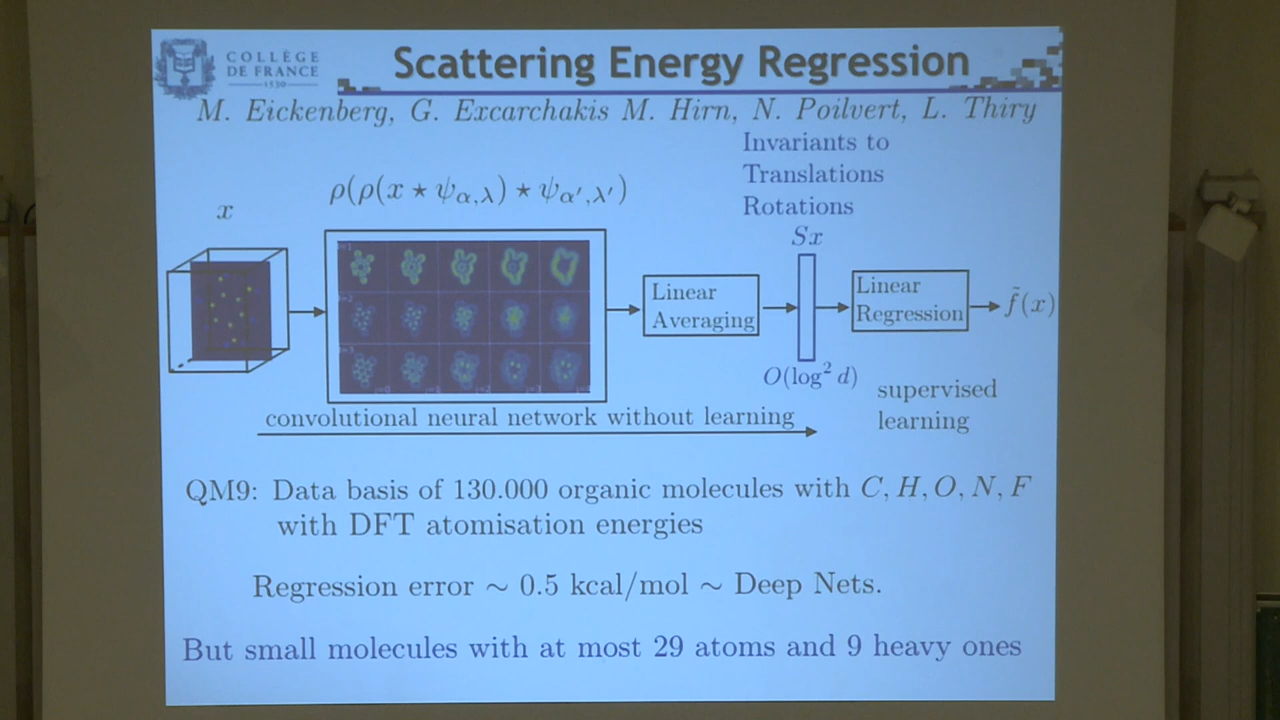 COLLÈGE
DE FRANCE
1530
Scattering Energy Regression
M. Eickenberg, G. Excarchakis M. Hirn, N. Poilvert, L. Thiry
Invariants to
Translations
Rotations
x
ρ(ρ(x ⋆ ψα,λ) ⋆ ψα′,λ′)
Sx
Linear
Averaging
Linear
Regression
f̃(x)
O(log² d)
supervised
learning
convolutional neural network without learning
QM9: Data basis of 130.000 organic molecules with C, H, O, N, F
with DFT atomisation energies
Regression error ∼ 0.5 kcal/mol ∼ Deep Nets.
But small molecules with at most 29 atoms and 9 heavy ones